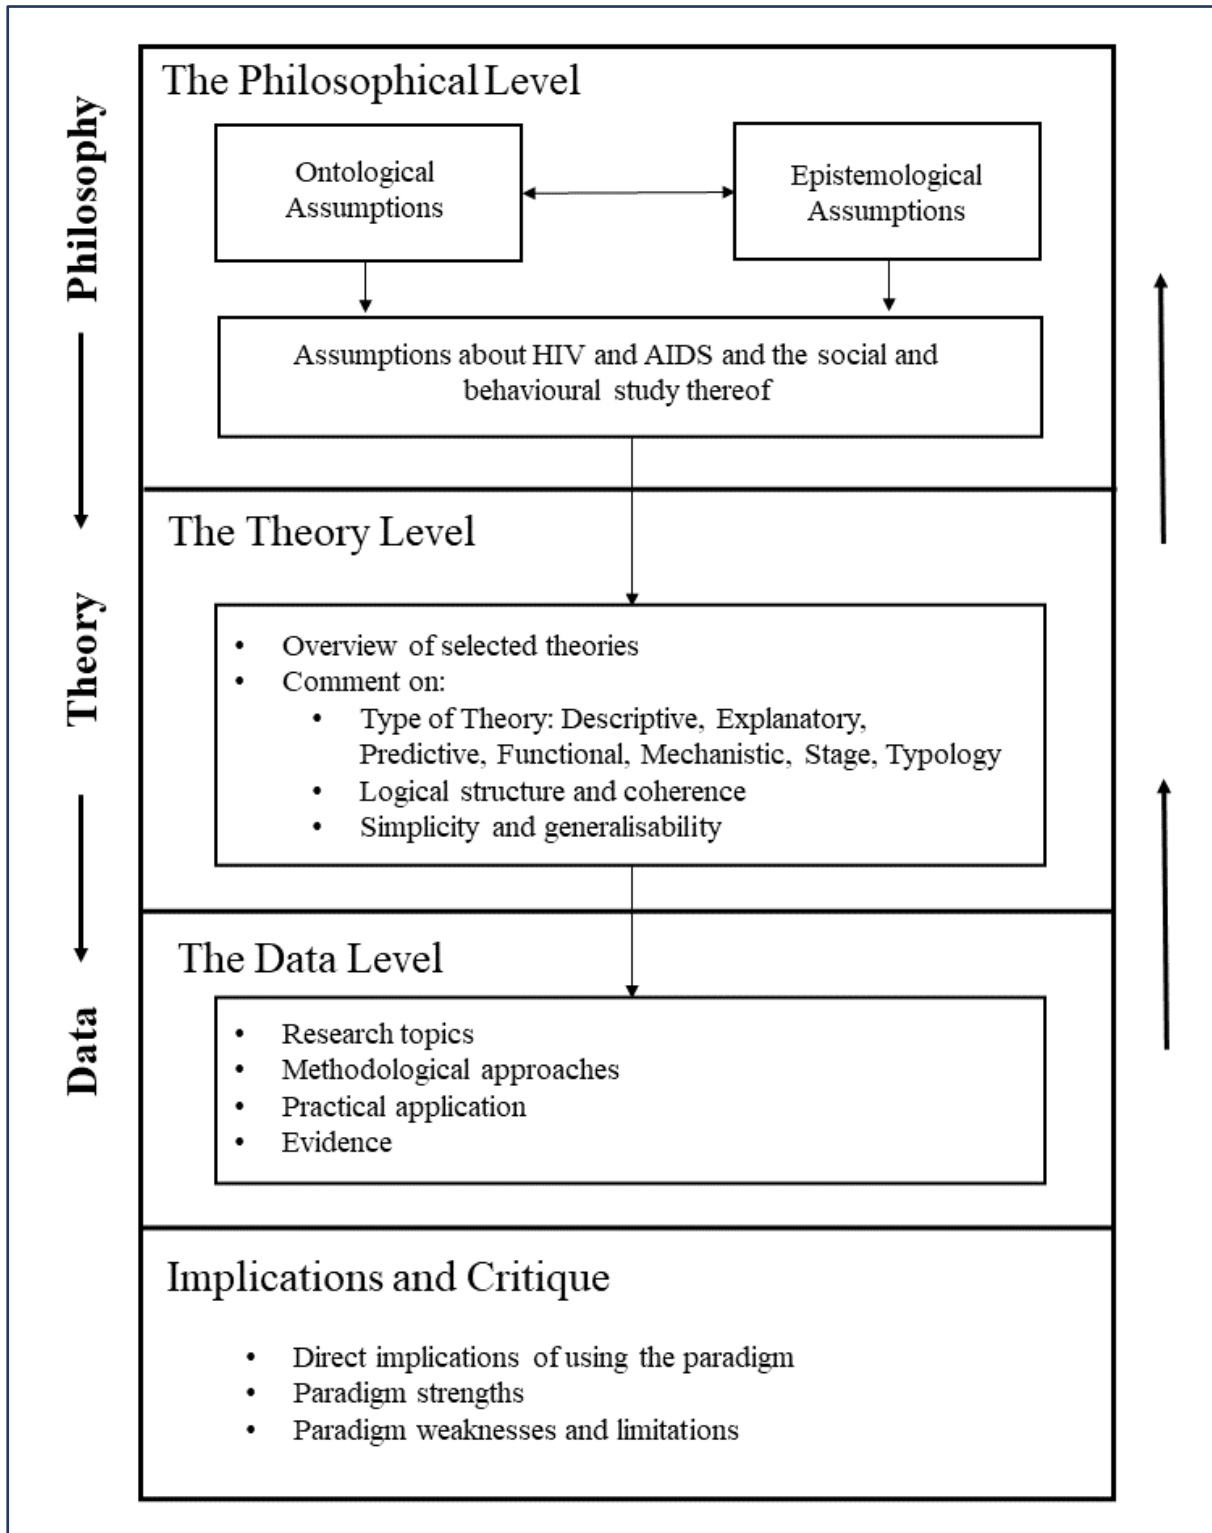 The Philosophical Level
Ontological
Assumptions
Epistemological
Assumptions
Assumptions about HIV and AIDS and the social and
behavioural study thereof
Philosophy
The Theory Level
• Overview of selected theories
• Comment on:
• Type of Theory: Descriptive, Explanatory,
Predictive, Functional, Mechanistic, Stage, Typology
• Logical structure and coherence
• Simplicity and generalisability
Theory
The Data Level
• Research topics
• Methodological approaches
• Practical application
• Evidence
Data
Implications and Critique
• Direct implications of using the paradigm
• Paradigm strengths
• Paradigm weaknesses and limitations